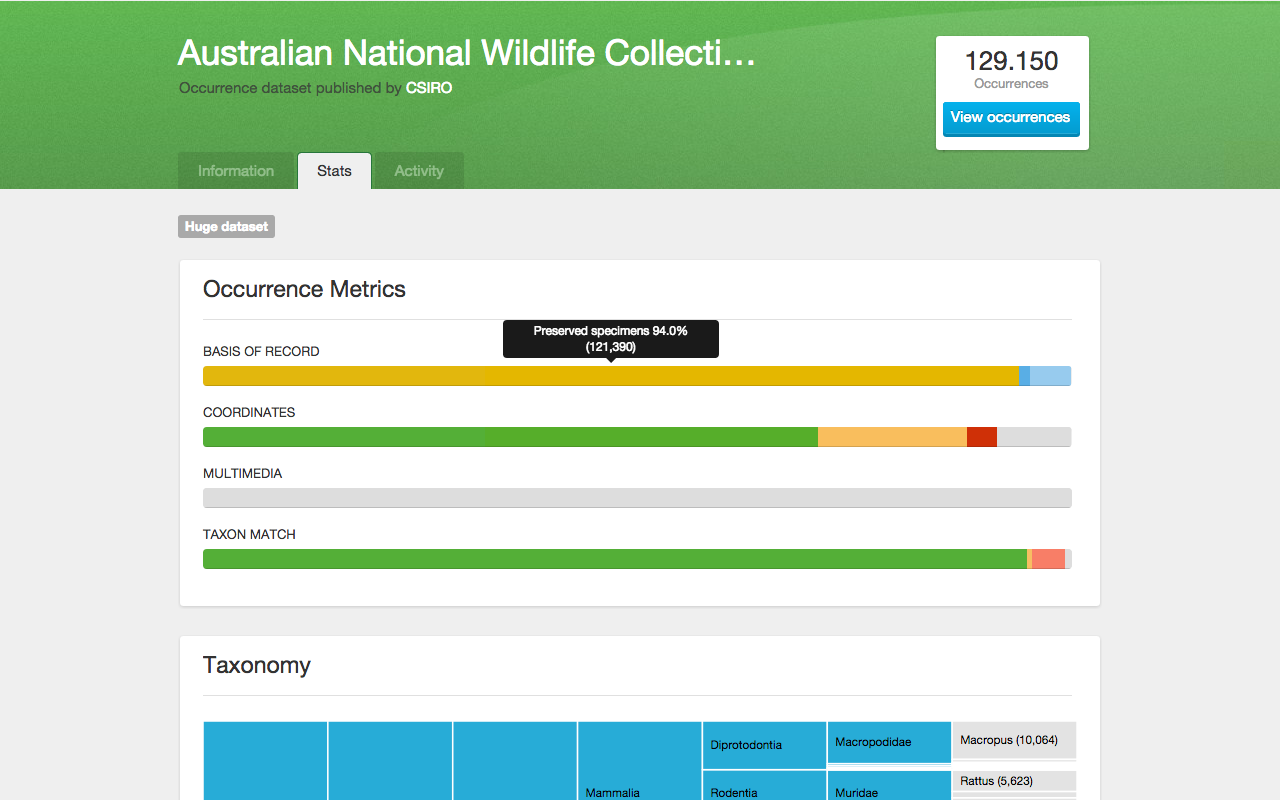 Australian National Wildlife Collecti…
Occurrence dataset published by CSIRO
129.150
Occurrences
View occurrences
Information
Stats
Activity
Huge dataset
Occurrence Metrics
Preserved specimens 94.0%
(121,390)
BASIS OF RECORD
COORDINATES
MULTIMEDIA
TAXON MATCH
Taxonomy
Diprotodontia
Macropodidae
Macropus (10,064)
Rattus (5,623)
Mammalia
Rodentia
Muridae